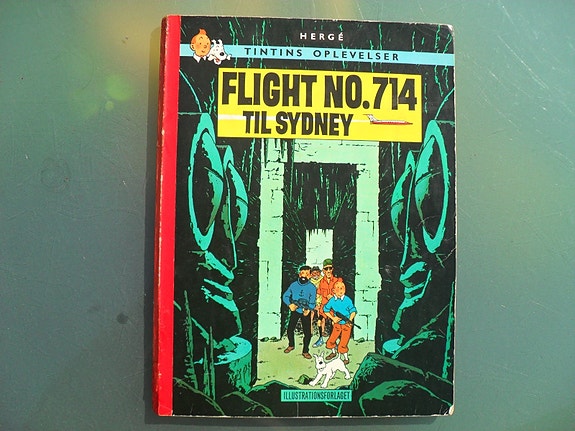 HERGÉ
TINTINS OPLEVELSER
FLIGHT NO.714
TIL SYDNEY
ILLUSTRATIONSFORLAGET